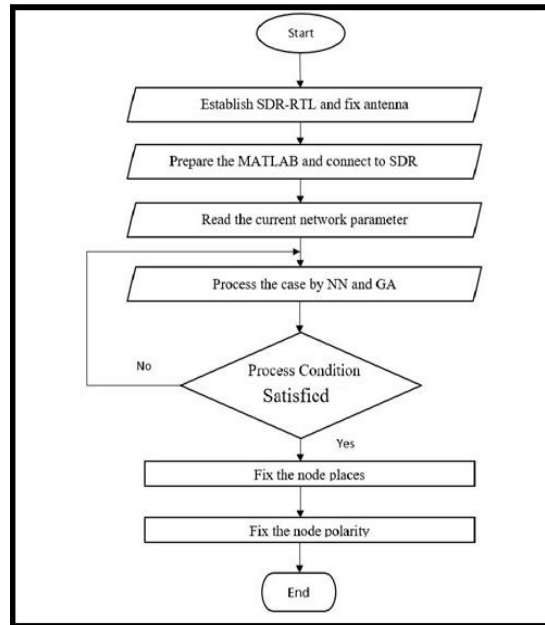 Start
Establish SDR-RTL and fix antenna
Prepare the MATLAB and connect to SDR
Read the current network parameter
Process the case by NN and GA
Process Condition
Satisfied
No
Yes
Fix the node places
Fix the node polarity
End